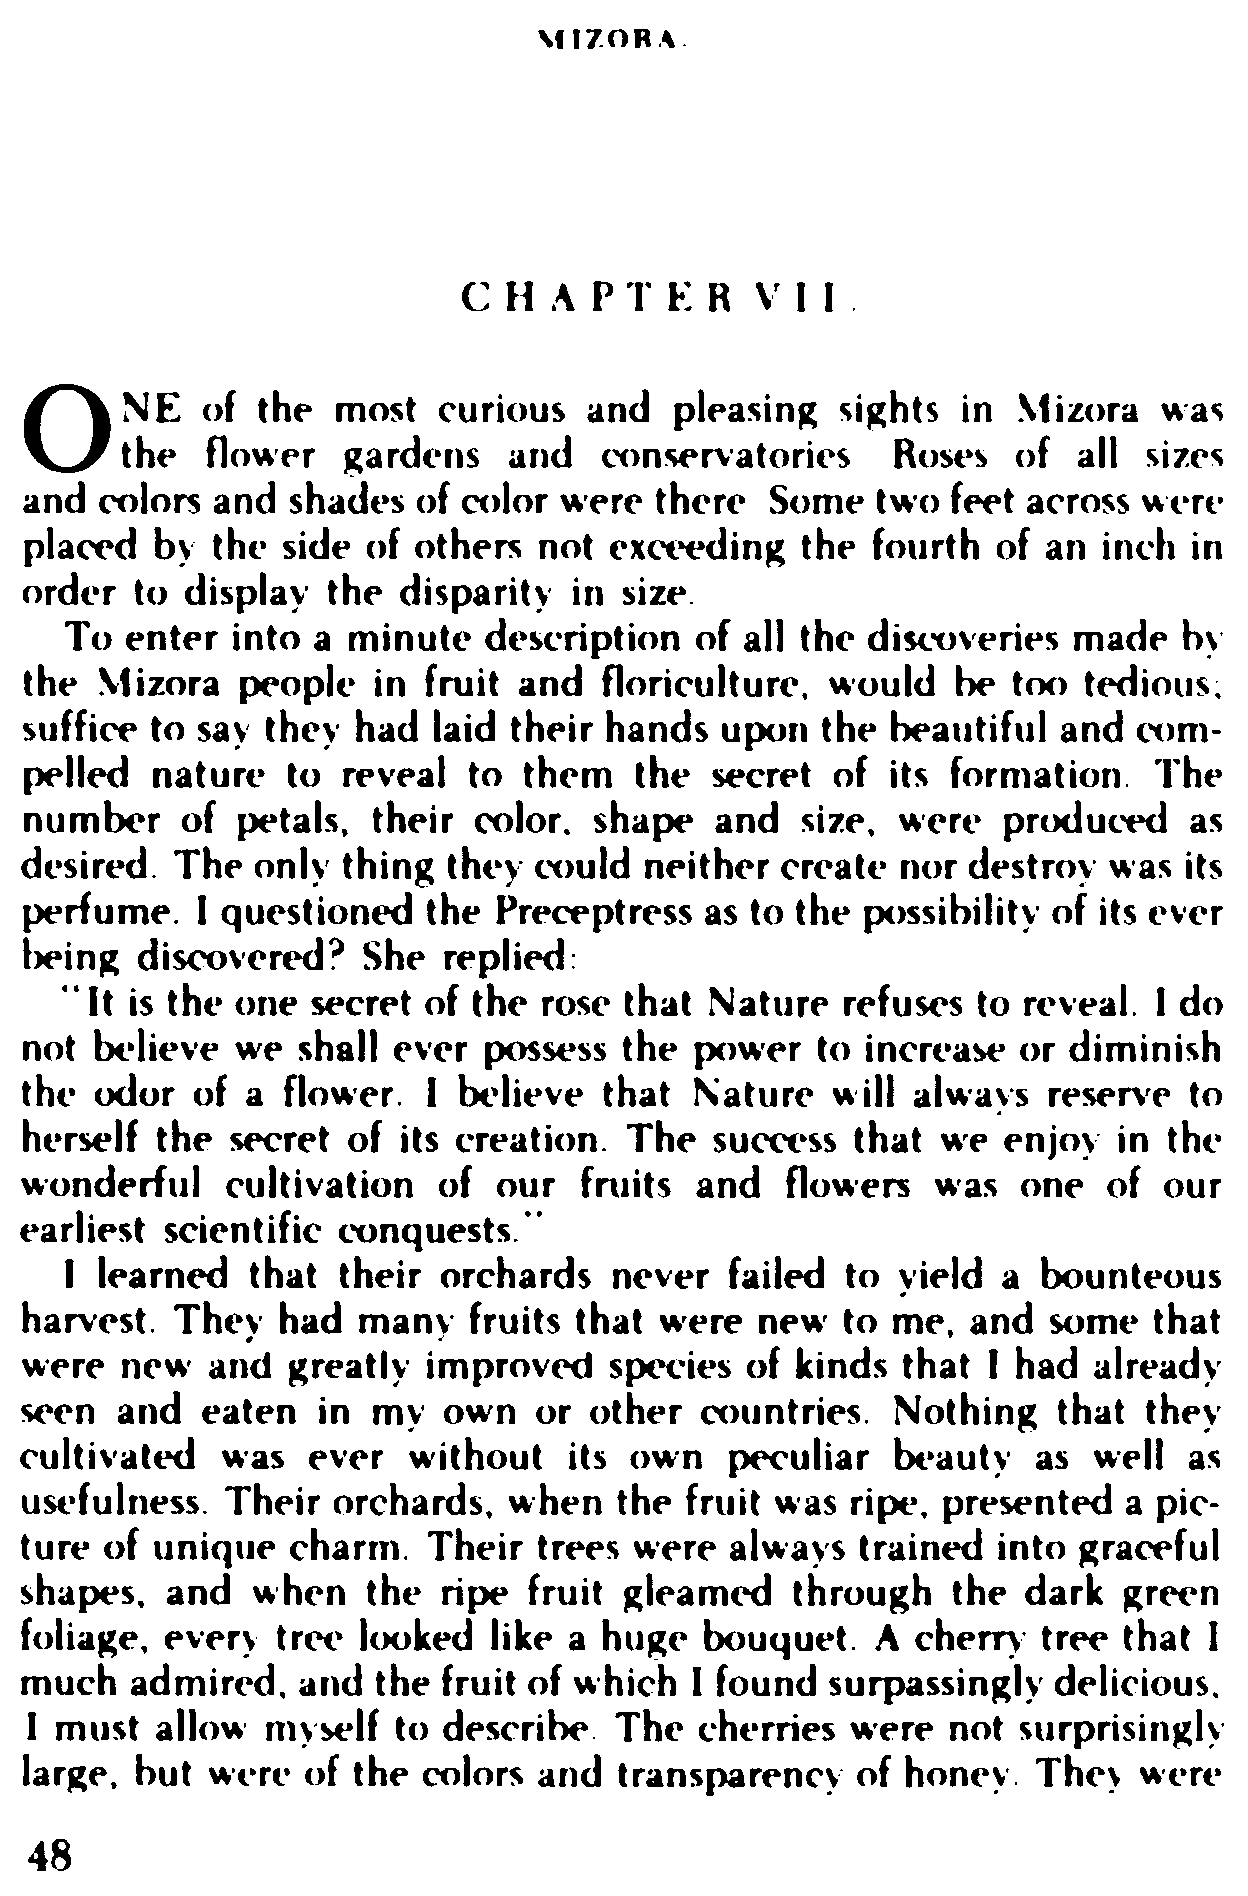 MIZORA.
CHAPTER VII.
ONE of the most curious and pleasing sights in Mizora was
the flower gardens and conservatories Roses of all sizes
and colors and shades of color were there Some two feet across were
placed by the side of others not exceeding the fourth of an inch in
order to display the disparity in size.
To enter into a minute description of all the discoveries made by
the Mizora people in fruit and floriculture, would be too tedious;
suffice to say they had laid their hands upon the beautiful and com-
pelled nature to reveal to them the secret of its formation. The
number of petals, their color, shape and size, were produced as
desired. The only thing they could neither create nor destroy was its
perfume. I questioned the Preceptress as to the possibility of its ever
being discovered? She replied:
"It is the one secret of the rose that Nature refuses to reveal. I do
not believe we shall ever possess the power to increase or diminish
the odor of a flower. I believe that Nature will always reserve to
herself the secret of its creation. The success that we enjoy in the
wonderful cultivation of our fruits and flowers was one of our
earliest scientific conquests."
I learned that their orchards never failed to yield a bounteous
harvest. They had many fruits that were new to me, and some that
were new and greatly improved species of kinds that I had already
seen and eaten in my own or other countries. Nothing that they
cultivated was ever without its own peculiar beauty as well as
usefulness. Their orchards, when the fruit was ripe, presented a pic-
ture of unique charm. Their trees were always trained into graceful
shapes, and when the ripe fruit gleamed through the dark green
foliage, every tree looked like a huge bouquet. A cherry tree that I
much admired, and the fruit of which I found surpassingly delicious,
I must allow myself to describe. The cherries were not surprisingly
large, but were of the colors and transparency of honey. They were
48